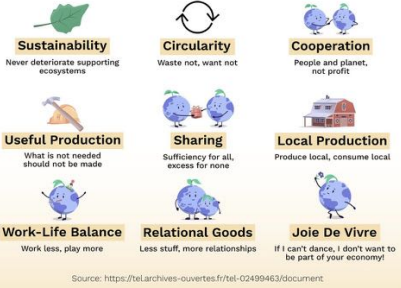 Sustainability
Never deteriorate supporting
ecosystems
Circularity
Waste not, want not
Cooperation
People and planet,
not profit
Useful Production
What is not needed
should not be made
Sharing
Sufficiency for all,
excess for none
Local Production
Produce local, consume local
Work-Life Balance
Work less, play more
Relational Goods
Less stuff, more relationships
Joie De Vivre
If I can't dance, I don't want to
be part of your economy!
Source: https://tel.archives-ouvertes.fr/tel-02499463/document